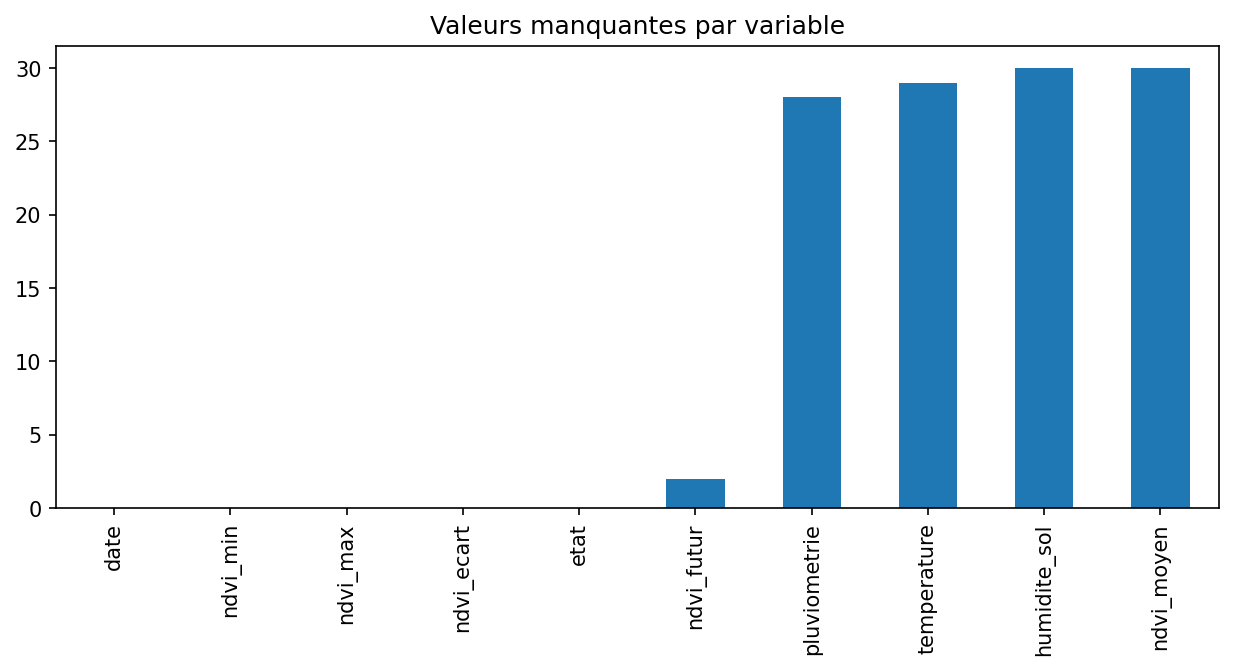 Valeurs manquantes par variable
30
25
20
15
10
5
0
date
ndvi_min
ndvi_max
ndvi_ecart
etat
ndvi_futur
pluviometrie
temperature
humidite_sol
ndvi_moyen